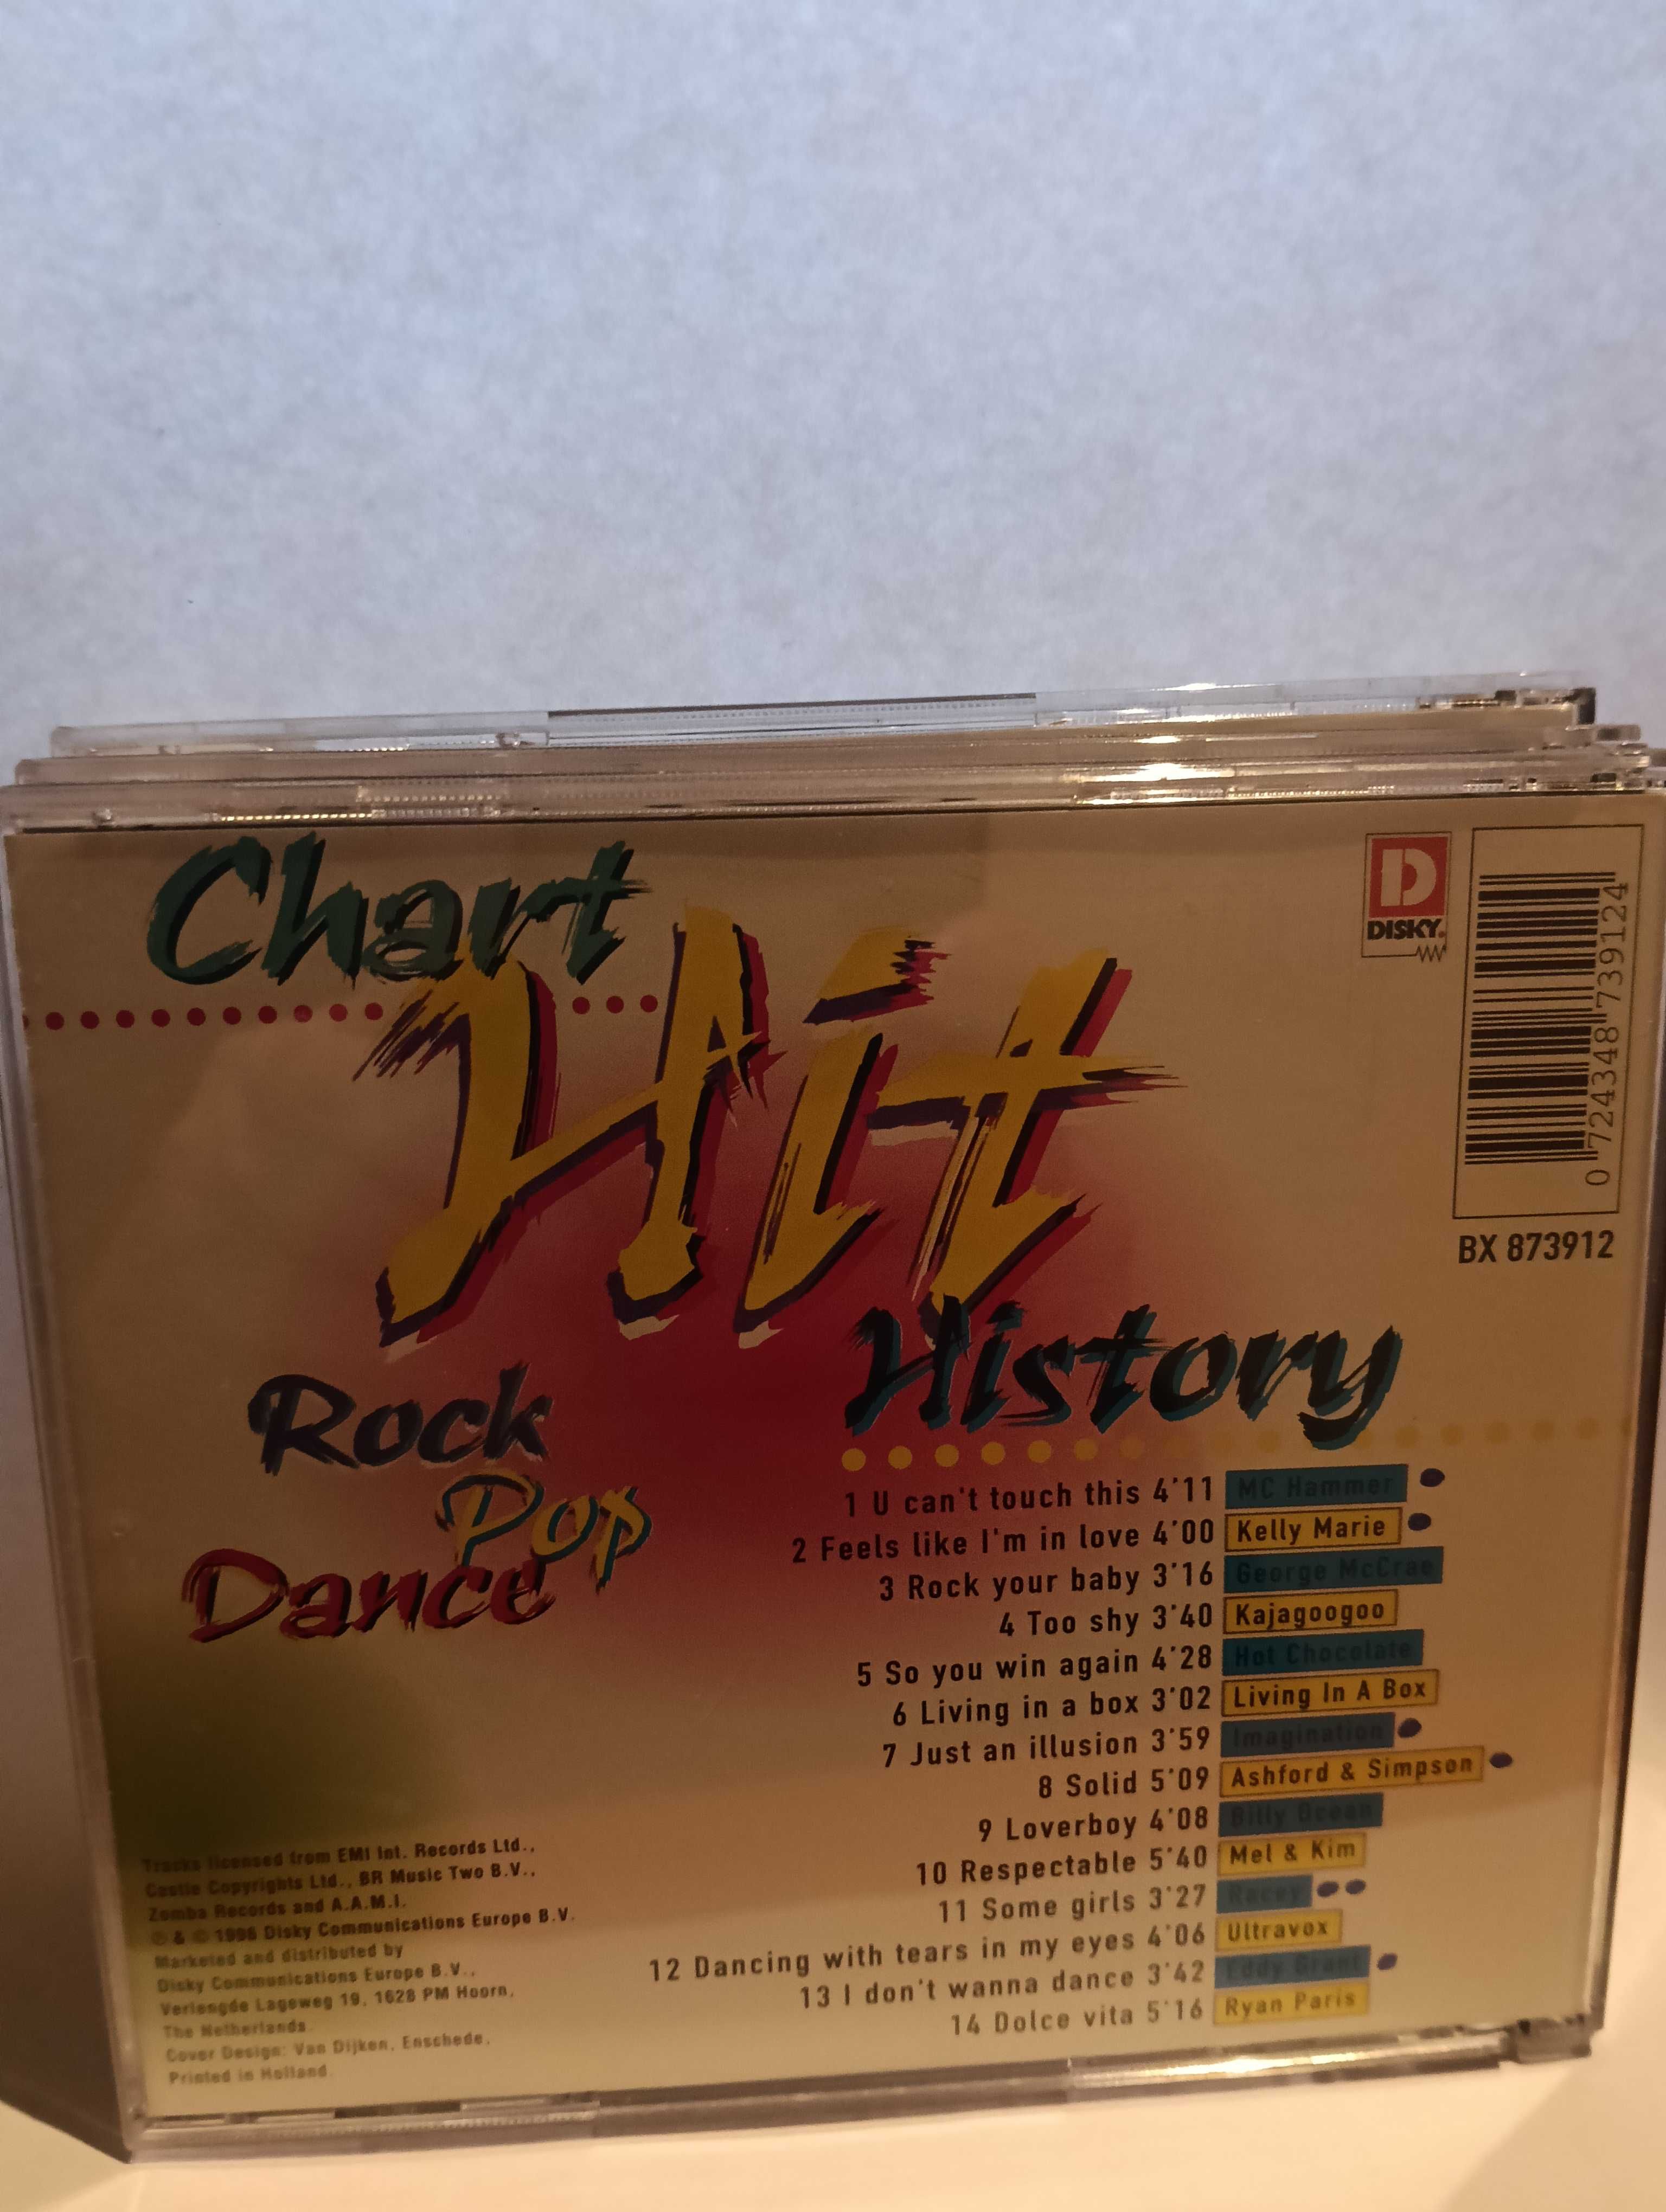 Chart
Hit
History
Rock
Pop
Dance
D
DISKY.
0 724348 739124
BX 873912
1 U can't touch this 4'11 MC Hammer
2 Feels like I'm in love 4'00 Kelly Marie
3 Rock your baby 3'16 George McCrae
4 Too shy 3'40 Kajagoogoo
5 So you win again 4'28 Hot Chocolate
6 Living in a box 3'02 Living In A Box
7 Just an illusion 3'59 Imagination
8 Solid 5'09 Ashford & Simpson
9 Loverboy 4'08 Billy Ocean
10 Respectable 5'40 Mel & Kim
11 Some girls 3'27 Racey
12 Dancing with tears in my eyes 4'06 Ultravox
13 I don't wanna dance 3'42 Eddy Grant
14 Dolce vita 5'16 Ryan Paris
Tracks licensed from EMI Int. Records Ltd.,
Castle Copyrights Ltd., BR Music Two B.V.,
Zomba Records and A.A.M.I.
℗ & © 1996 Disky Communications Europe B.V.
Marketed and distributed by
Disky Communications Europe B.V.,
Verlengde Lageweg 19, 1628 PM Hoorn,
The Netherlands.
Cover Design: Van Dijken, Enschede.
Printed in Holland.